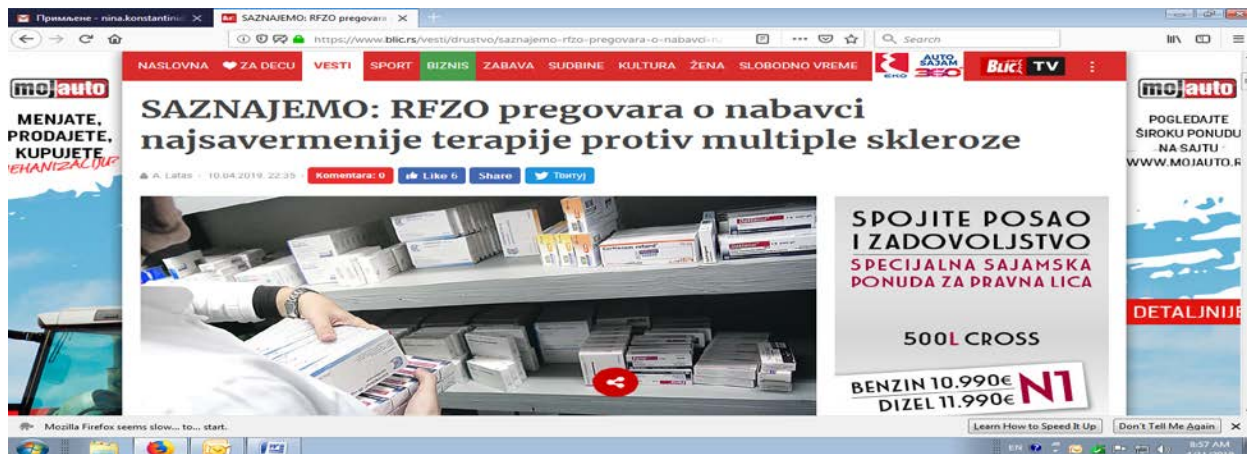 Примљене - nina.konstantini
SAZNAJEMO: RFZO pregovara
https://www.blic.rs/vesti/drustvo/saznajemo-rfzo-pregovara-o-nabavci-n
Search
NASLOVNA ZA DECU VESTI SPORT BIZNIS ZABAVA SUDBINE KULTURA ŽENA SLOBODNO VREME
EKO
AUTO
SAJAM
360
BLIC TV
mojauto
MENJATE,
PRODAJETE,
KUPUJETE
MEHANIZACIJU?
SAZNAJEMO: RFZO pregovara o nabavci
najsavermenije terapije protiv multiple skleroze
A. Latas - 10.04.2019. 22:35 - Komentara: 0 Like 6 Share Твитуј
SPOJITE POSAO
I ZADOVOLJSTVO
SPECIJALNA SAJAMSKA
PONUDA ZA PRAVNA LICA
500L CROSS
BENZIN 10.990€
DIZEL 11.990€
N1
mojauto
POGLEDAJTE
ŠIROKU PONUDU
NA SAJTU
WWW.MOJAUTO.R
DETALJNIJE
Mozilla Firefox seems slow... to... start.
Learn How to Speed It Up
Don't Tell Me Again
EN
8:57 AM